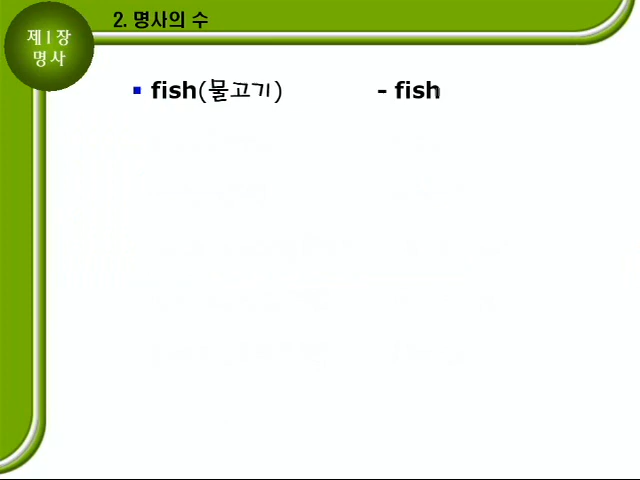 제1장
명사
2. 명사의 수
▪ fish(물고기) - fish